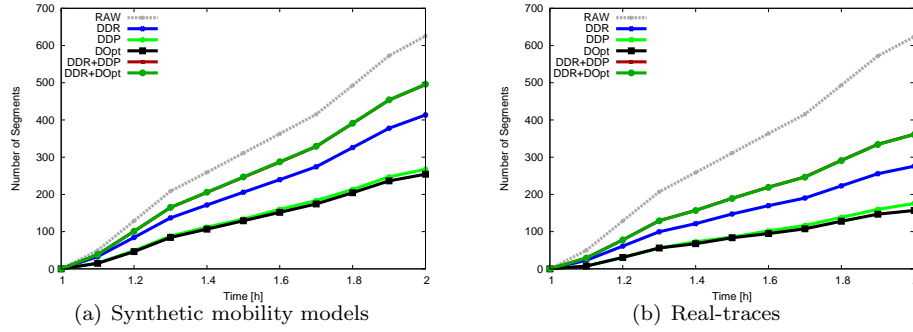 700
600
500
400
300
200
100
0
Number of Segments
RAW
DDR
DDP
DOpt
DDR+DDP
DDR+DOpt
1 1.2 1.4 1.6 1.8 2
Time [h]
(a) Synthetic mobility models
700
600
500
400
300
200
100
0
Number of Segments
RAW
DDR
DDP
DOpt
DDR+DDP
DDR+DOpt
1 1.2 1.4 1.6 1.8
Time [h]
(b) Real-traces